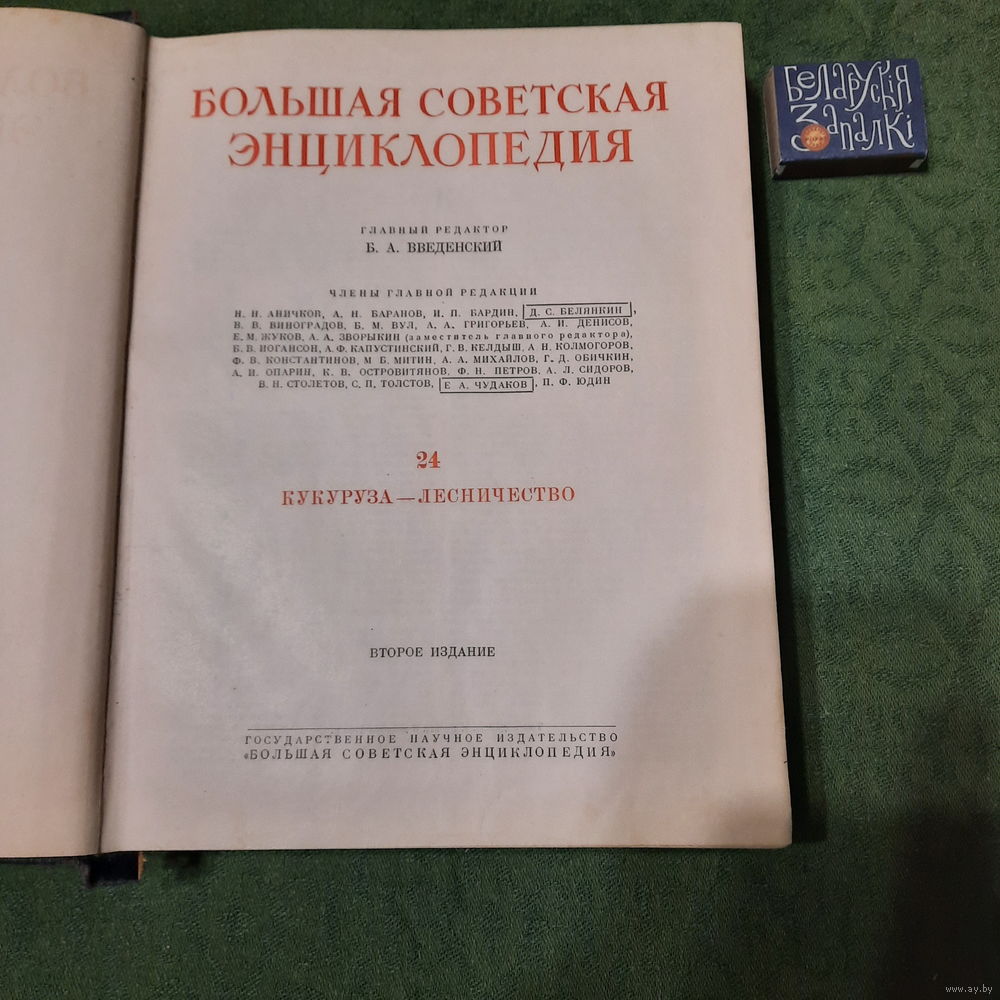 БОЛЬШАЯ СОВЕТСКАЯ
ЭНЦИКЛОПЕДИЯ
ГЛАВНЫЙ РЕДАКТОР
Б. А. ВВЕДЕНСКИЙ
ЧЛЕНЫ ГЛАВНОЙ РЕДАКЦИИ
Н. Н. АНИЧКОВ, А. Н. БАРАНОВ, И. П. БАРДИН, Д. С. БЕЛЯНКИН,
В. В. ВИНОГРАДОВ, Б. М. ВУЛ, А. А. ГРИГОРЬЕВ, А. И. ДЕНИСОВ,
Е. М. ЖУКОВ, А. А. ЗВОРЫКИН (заместитель главного редактора),
Б. В. ИОГАНСОН, А. Ф. КАПУСТИНСКИЙ, Г. В. КЕЛДЫШ, А. Н. КОЛМОГОРОВ,
Ф. В. КОНСТАНТИНОВ, М. Б. МИТИН, А. А. МИХАЙЛОВ, Г. Д. ОБИЧКИН,
А. И. ОПАРИН, К. В. ОСТРОВИТЯНОВ, Ф. Н. ПЕТРОВ, А. Л. СИДОРОВ,
В. Н. СТОЛЕТОВ, С. П. ТОЛСТОВ, Е. А. ЧУДАКОВ, П. Ф. ЮДИН
24
КУКУРУЗА — ЛЕСНИЧЕСТВО
ВТОРОЕ ИЗДАНИЕ
ГОСУДАРСТВЕННОЕ НАУЧНОЕ ИЗДАТЕЛЬСТВО
«БОЛЬШАЯ СОВЕТСКАЯ ЭНЦИКЛОПЕДИЯ»
БЕЛАРУСКІЯ
ЗАПАЛКІ
www.ay.by